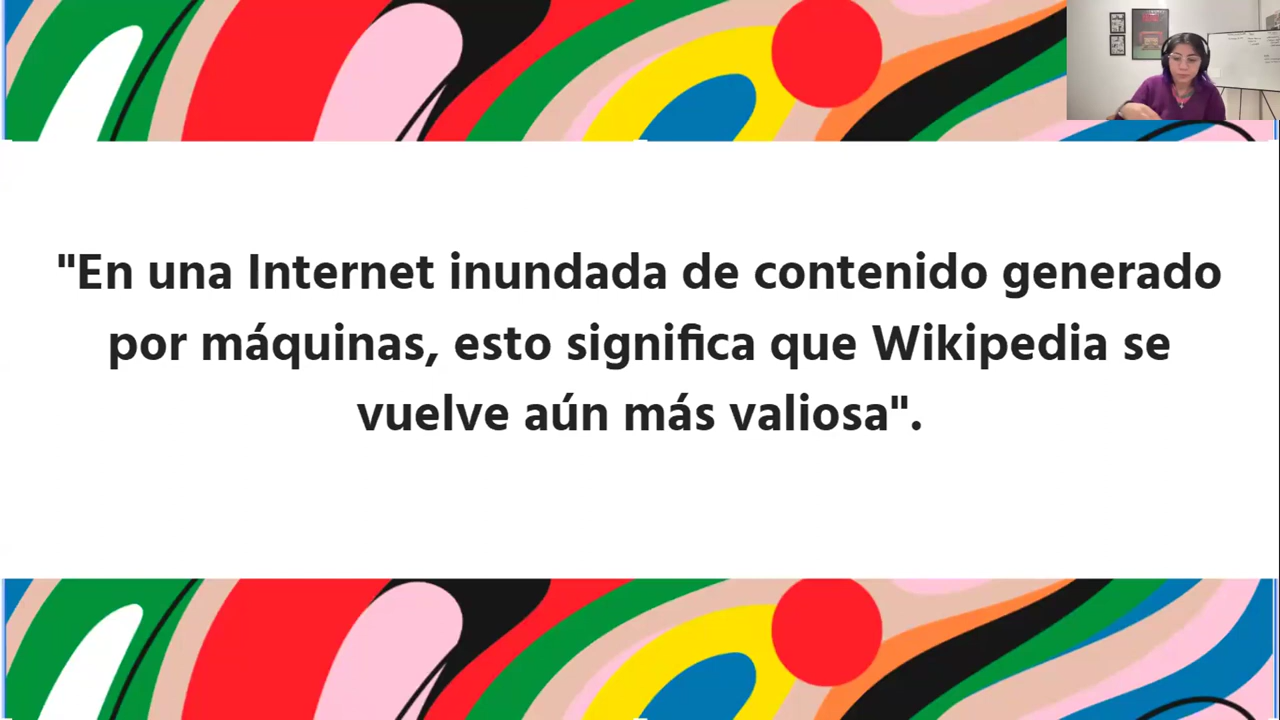 "En una Internet inundada de contenido generado
por máquinas, esto significa que Wikipedia se
vuelve aún más valiosa".